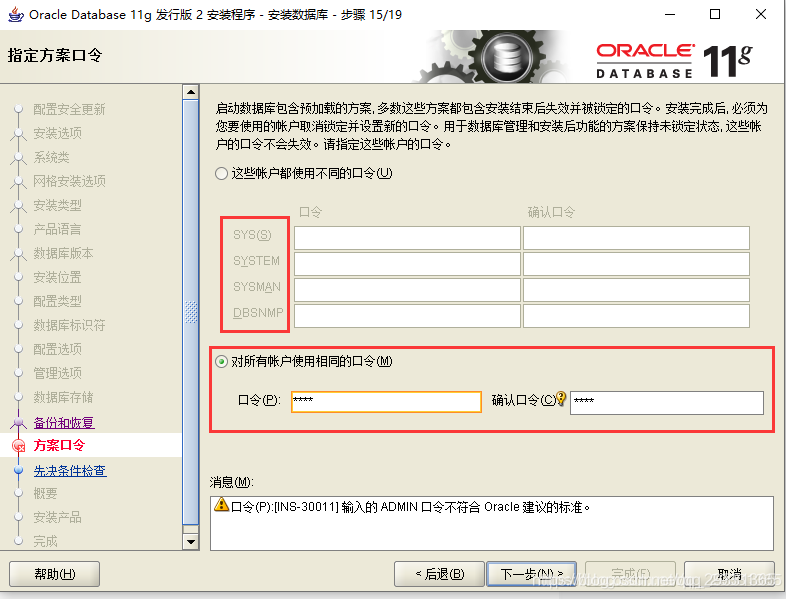 Oracle Database 11g 发行版 2 安装程序 - 安装数据库 - 步骤 15/19
指定方案口令
ORACLE
DATABASE 11g
配置安全更新
安装选项
系统类
网格安装选项
安装类型
产品语言
数据库版本
安装位置
配置类型
数据库标识符
配置选项
管理选项
数据库存储
备份和恢复
方案口令
先决条件检查
概要
安装产品
完成
启动数据库包含预加载的方案, 多数这些方案都包含安装结束后失效并被锁定的口令。安装完成后, 必须为
您要使用的帐户取消锁定并设置新的口令。用于数据库管理和安装后功能的方案保持未锁定状态, 这些帐
户的口令不会失效。请指定这些帐户的口令。
这些帐户都使用不同的口令(U)
口令 确认口令
SYS(S)
SYSTEM
SYSMAN
DBSNMP
对所有帐户使用相同的口令(M)
口令(P): **** 确认口令(C) ****
消息(M):
口令(P):[INS-30011] 输入的 ADMIN 口令不符合 Oracle 建议的标准。
帮助(H) < 后退(B) 下一步(N) > 完成(F) 取消